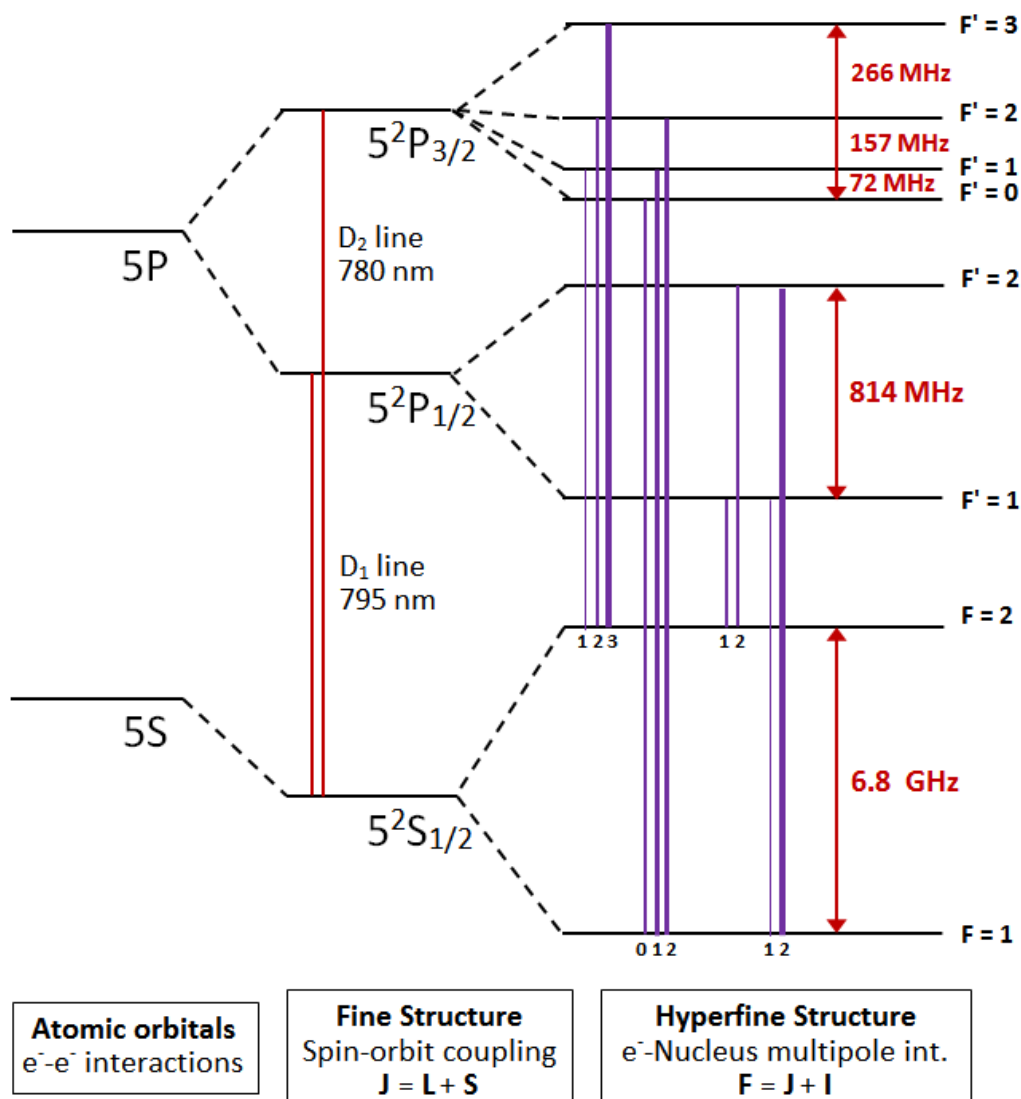 F' = 3
266 MHz
F' = 2
5²P₃/₂
157 MHz
F' = 1
72 MHz
F' = 0
D₂ line
780 nm
5P
F' = 2
5²P₁/₂
814 MHz
F' = 1
D₁ line
795 nm
F = 2
1 2 3
1 2
5S
6.8 GHz
5²S₁/₂
F = 1
0 1 2
1 2
Atomic orbitals
e⁻-e⁻ interactions
Fine Structure
Spin-orbit coupling
J = L + S
Hyperfine Structure
e⁻-Nucleus multipole int.
F = J + I